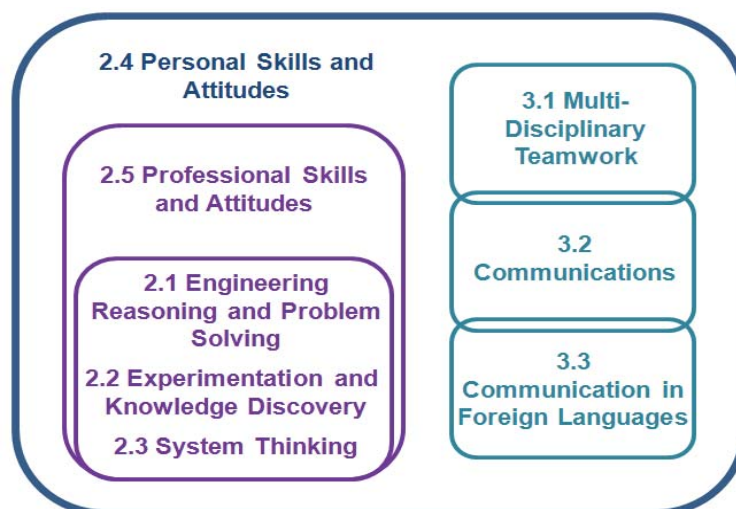 2.4 Personal Skills and
Attitudes
2.5 Professional Skills
and Attitudes
2.1 Engineering
Reasoning and Problem
Solving
2.2 Experimentation and
Knowledge Discovery
2.3 System Thinking
3.1 Multi-
Disciplinary
Teamwork
3.2
Communications
3.3
Communication in
Foreign Languages